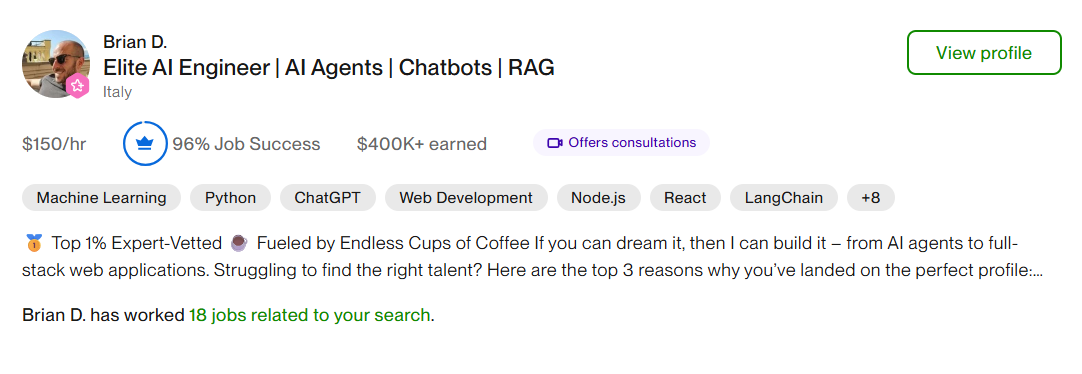 Brian D.
Elite AI Engineer | AI Agents | Chatbots | RAG
Italy
View profile
$150/hr
96% Job Success
$400K+ earned
Offers consultations
Machine Learning
Python
ChatGPT
Web Development
Node.js
React
LangChain
+8
🥇 Top 1% Expert-Vetted ☕ Fueled by Endless Cups of Coffee If you can dream it, then I can build it – from AI agents to full-
stack web applications. Struggling to find the right talent? Here are the top 3 reasons why you’ve landed on the perfect profile:...
Brian D. has worked 18 jobs related to your search.